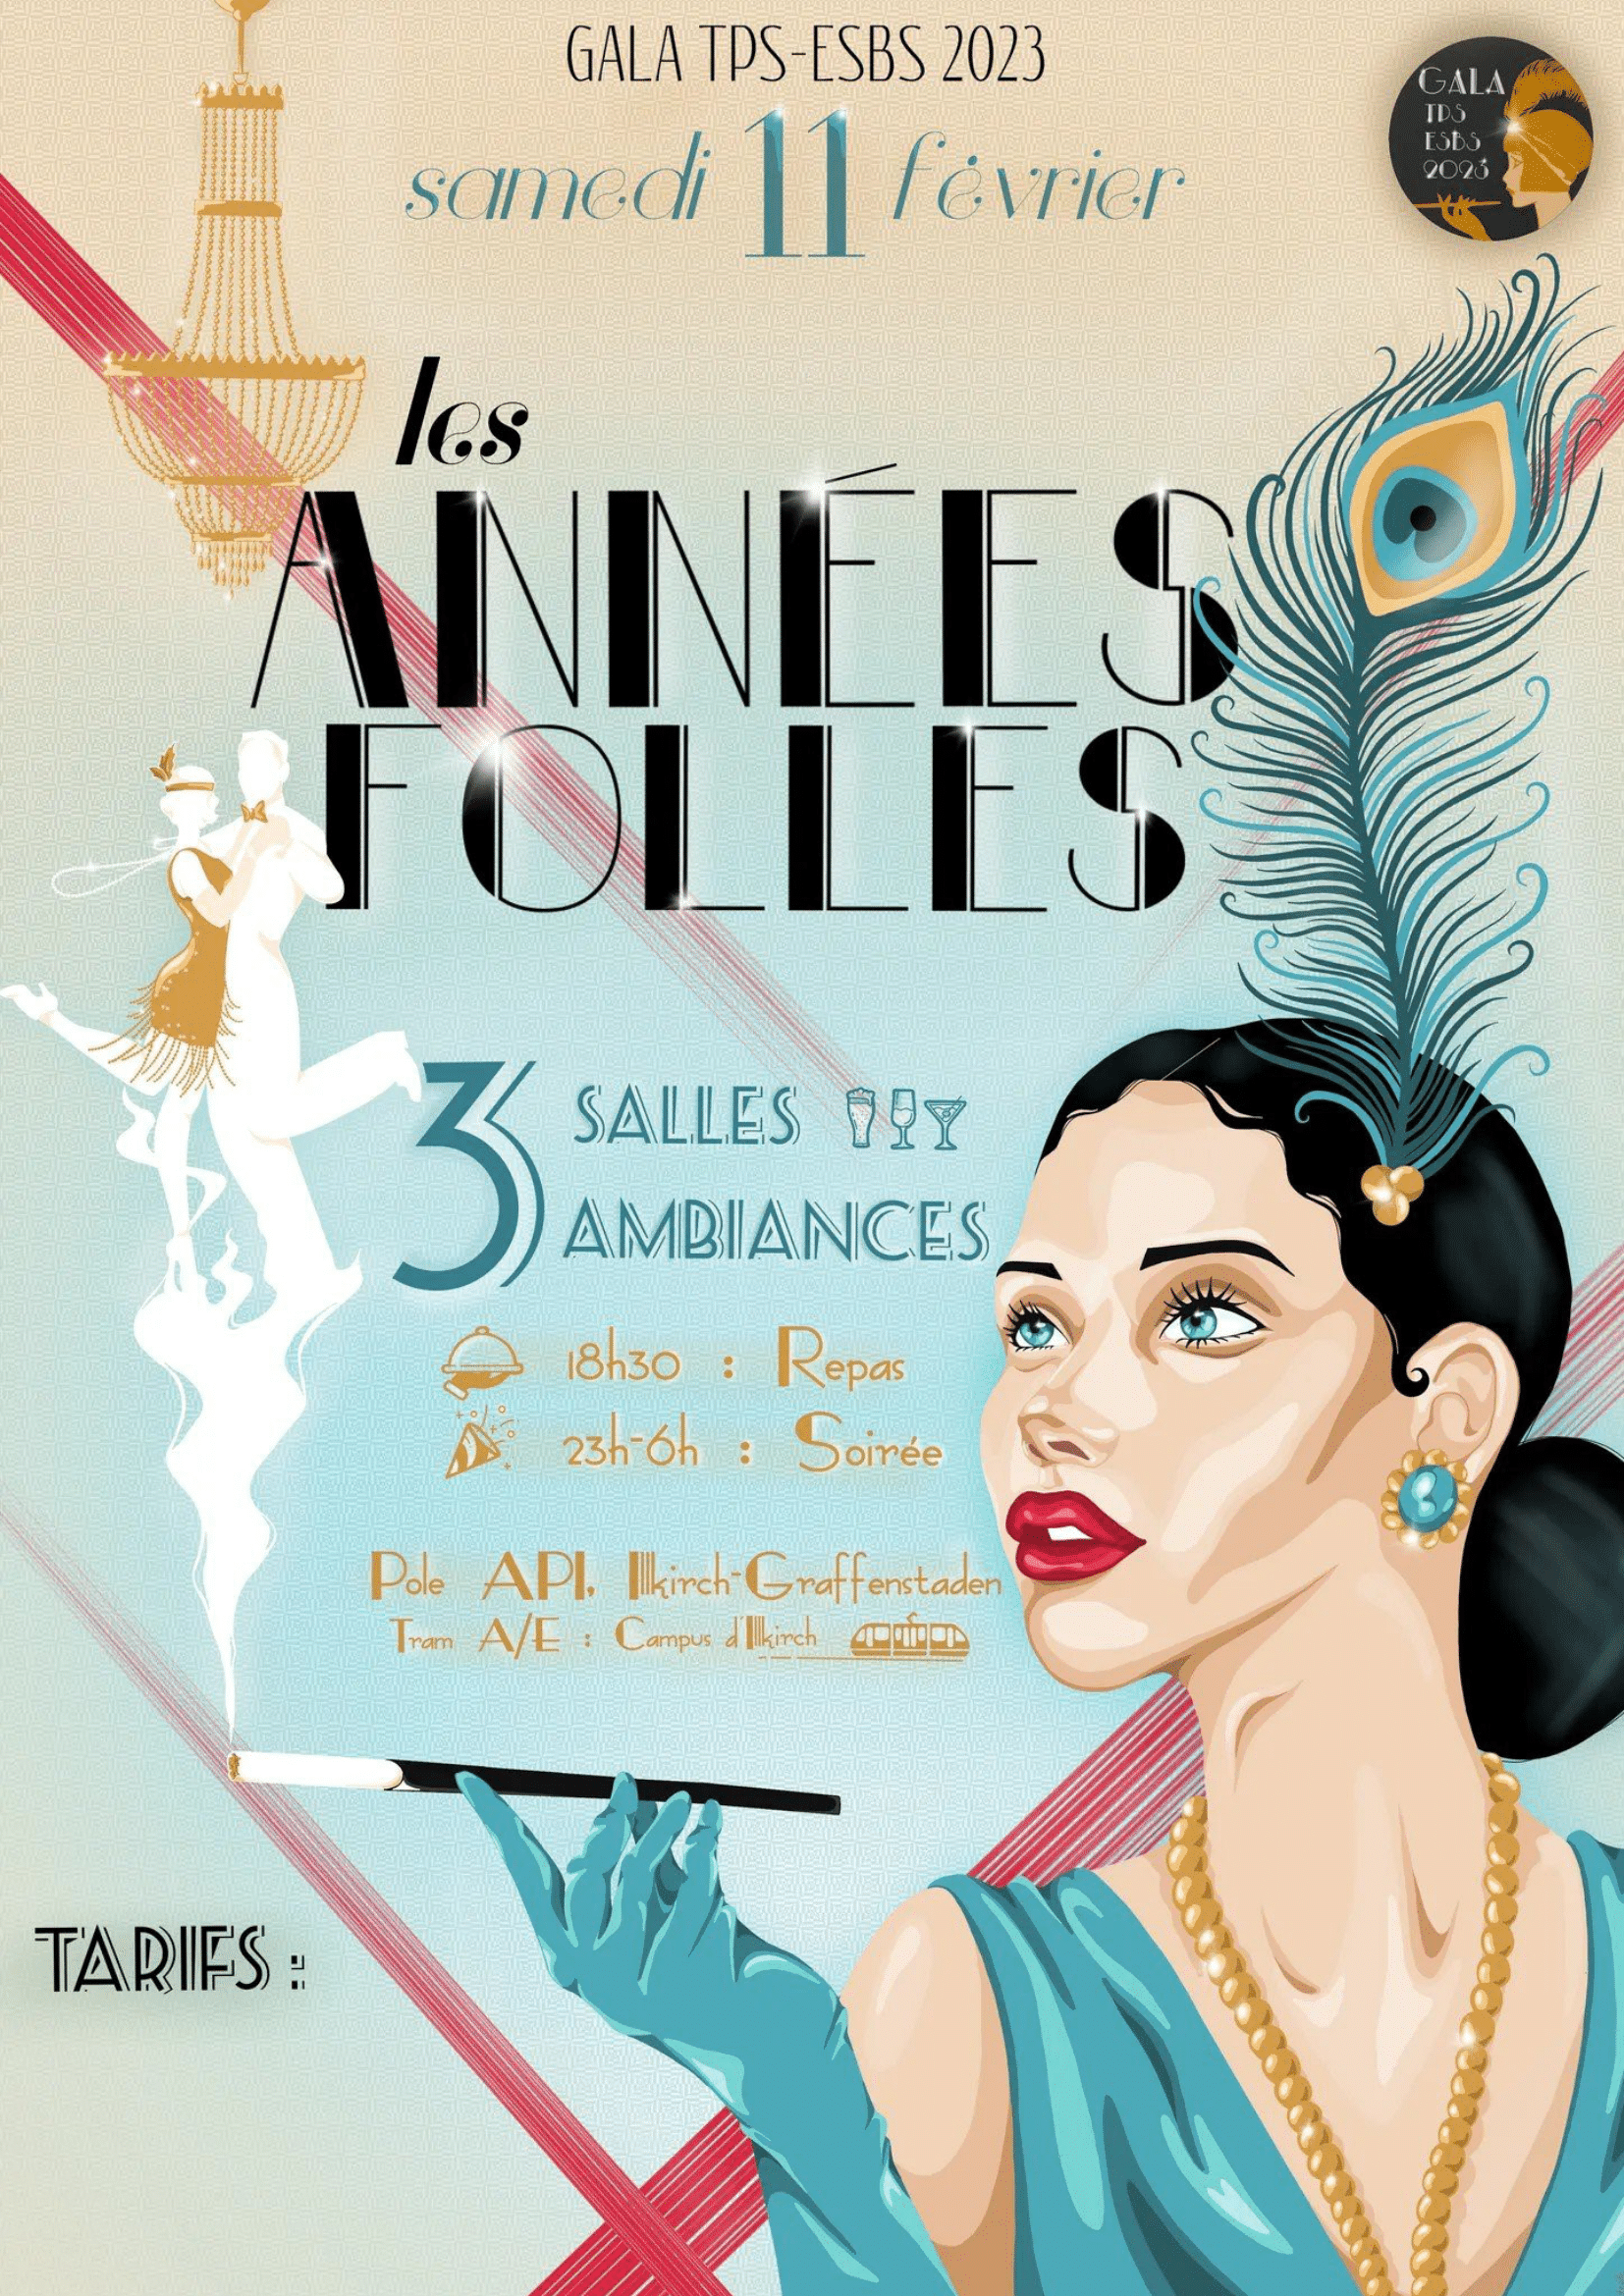 GALA TPS-ESBS 2023
samedi 11 février
GALA
TPS
ESBS
2023
les
ANNÉES
FOLLES
3 SALLES
AMBIANCES
18h30 : Repas
23h-6h : Soirée
Pole API, Illkirch-Graffenstaden
Tram A/E : Campus d'Illkirch
TARIFS :